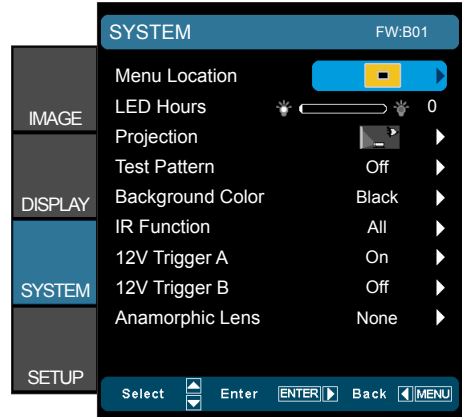 SYSTEM FW:B01
Menu Location
LED Hours 0
Projection
Test Pattern Off
Background Color Black
IR Function All
12V Trigger A On
12V Trigger B Off
Anamorphic Lens None
IMAGE
DISPLAY
SYSTEM
SETUP
Select Enter ENTER Back MENU